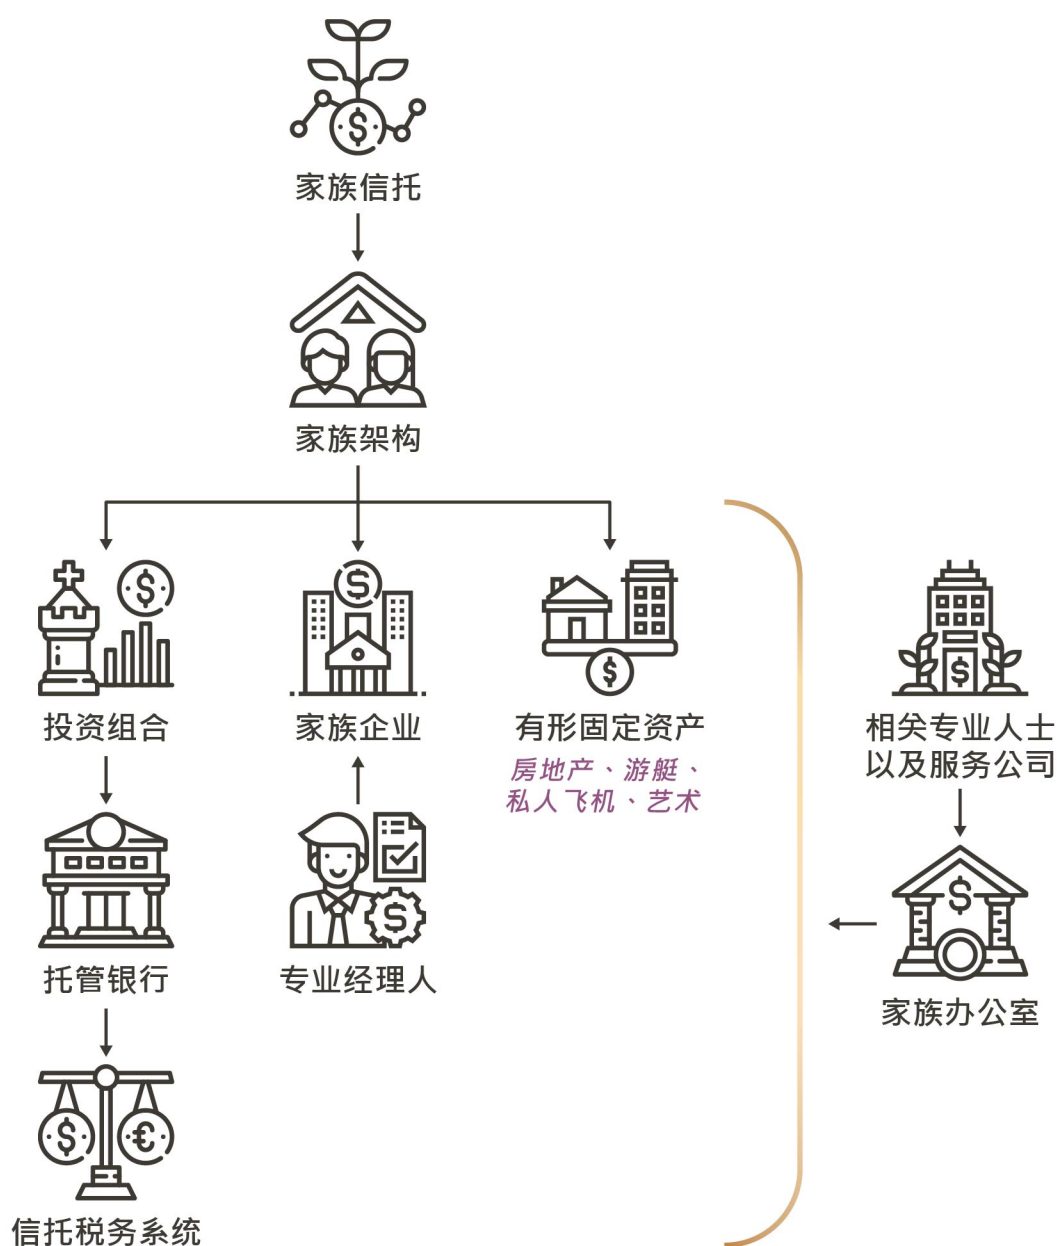 家族信托
家族架构
投资组合
家族企业
有形固定资产
房地产、游艇、
私人飞机、艺术
相关专业人士
以及服务公司
托管银行
专业经理人
家族办公室
信托税务系统